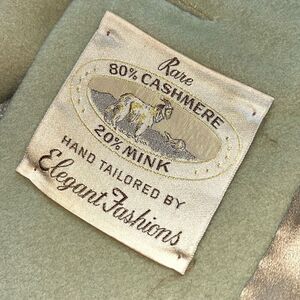 Rare
80% CASHMERE
20% MINK
HAND TAILORED BY
Elegant Fashions